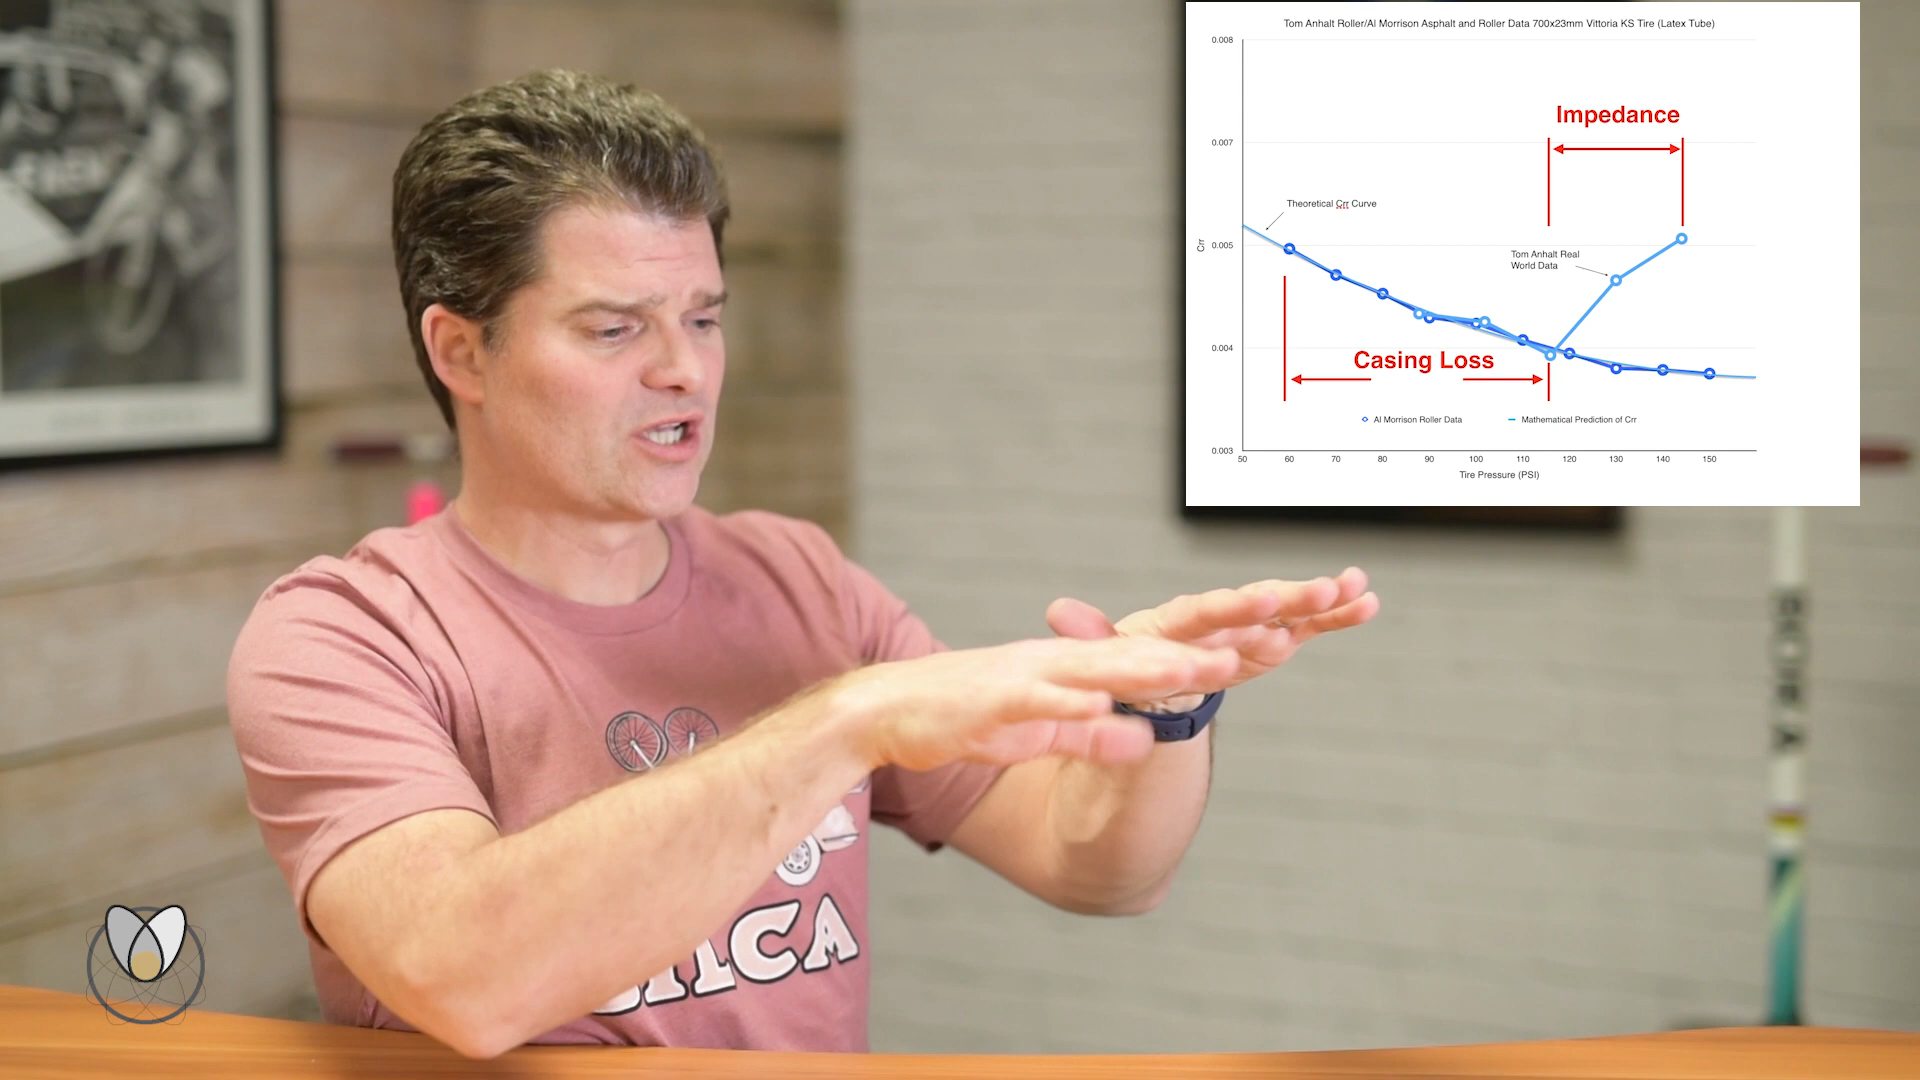 Tom Anhalt Roller/Al Morrison Asphalt and Roller Data 700x23mm Vittoria KS Tire (Latex Tube)
0.008
Impedance
0.007
Theoretical Crr Curve
Crr
0.005
Tom Anhalt Real
World Data
0.004
Casing Loss
Al Morrison Roller Data
Mathematical Prediction of Crr
0.003
50 60 70 80 90 100 110 120 130 140 150
Tire Pressure (PSI)
SILCA